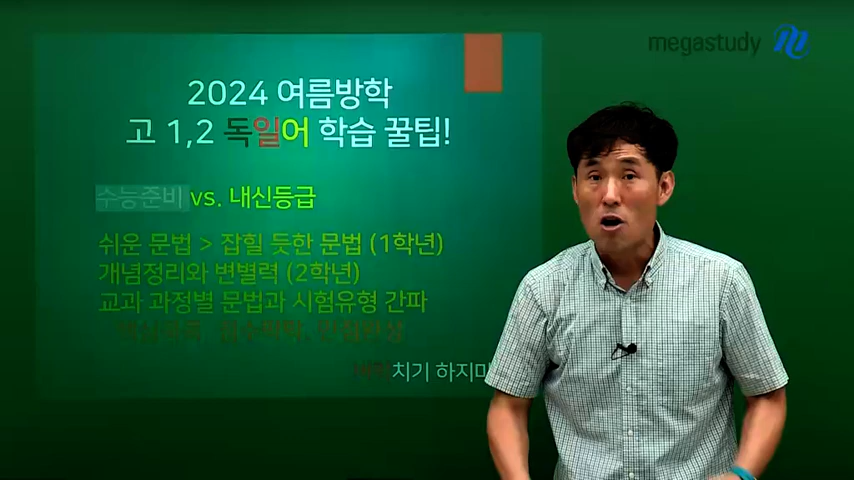 megastudy
2024 여름방학
고 1,2 독일어 학습 꿀팁!
수능준비 vs. 내신등급
쉬운 문법 > 잡힐 듯한 문법 (1학년)
개념정리와 변별력 (2학년)
교과 과정별 문법과 시험유형 간파
치기 하지마